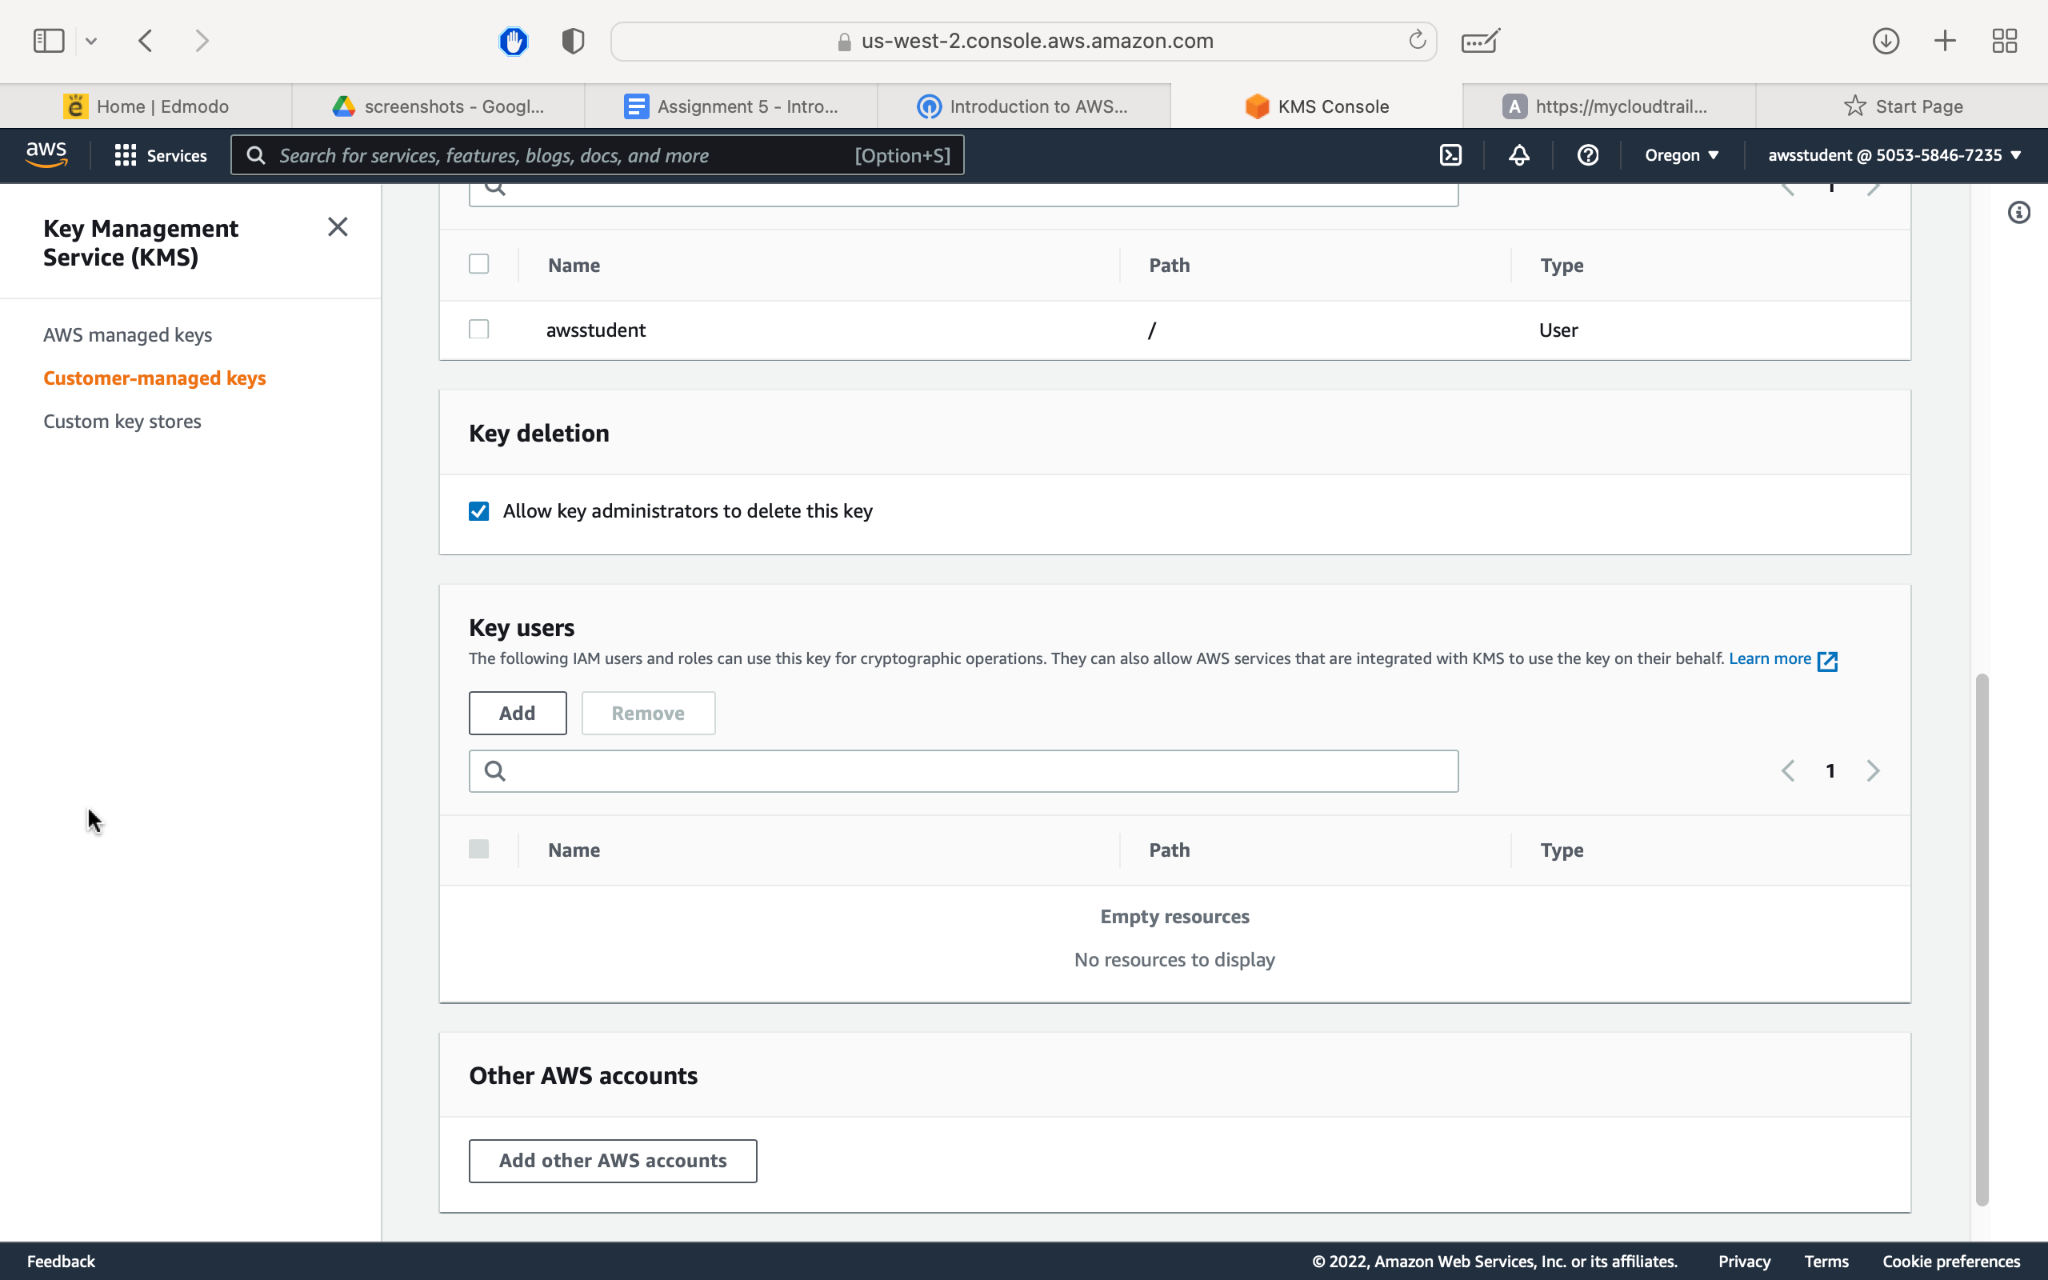 us-west-2.console.aws.amazon.com
Home | Edmodo
screenshots - Googl...
Assignment 5 - Intro...
Introduction to AWS...
KMS Console
A https://mycloudtrail...
Start Page
aws
Services
Search for services, features, blogs, docs, and more [Option+S]
Oregon
awsstudent @ 5053-5846-7235
Key Management
Service (KMS)
AWS managed keys
Customer-managed keys
Custom key stores
1
Name Path Type
awsstudent / User
Key deletion
Allow key administrators to delete this key
Key users
The following IAM users and roles can use this key for cryptographic operations. They can also allow AWS services that are integrated with KMS to use the key on their behalf. Learn more
Add Remove
1
Name Path Type
Empty resources
No resources to display
Other AWS accounts
Add other AWS accounts
Feedback
© 2022, Amazon Web Services, Inc. or its affiliates. Privacy Terms Cookie preferences